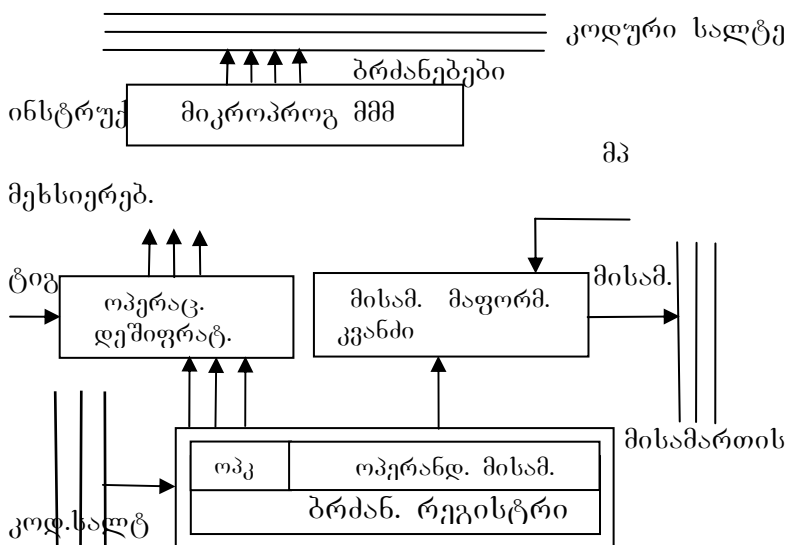 კოდური სალტე
ბრძანებები
ინსტრუქ
მიკროპროგ მმმ
მპ
მეხსიერებ.
ტიგ
მისამ.
ოპერაც.
დეშიფრატ.
მისამ. მაფორმ.
კვანძი
მისამართის
ოპკ
ოპერანდ. მისამ.
ბრძან. რეგისტრი
კოდ.სალტ